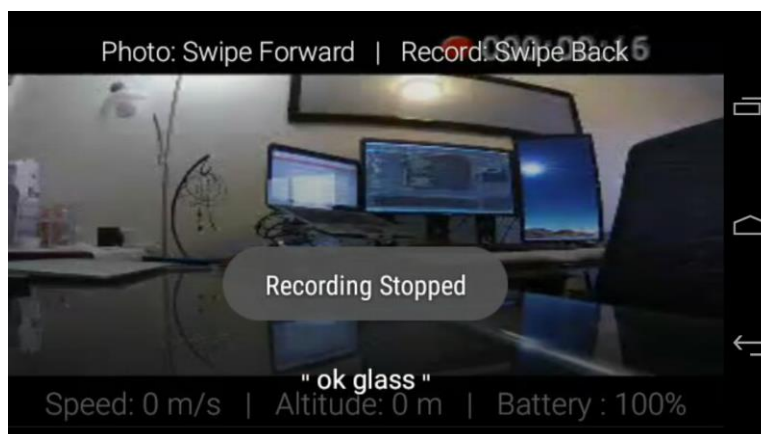 Photo: Swipe Forward | Record: Swipe Back
Recording Stopped
" ok glass "
Speed: 0 m/s | Altitude: 0 m | Battery : 100%